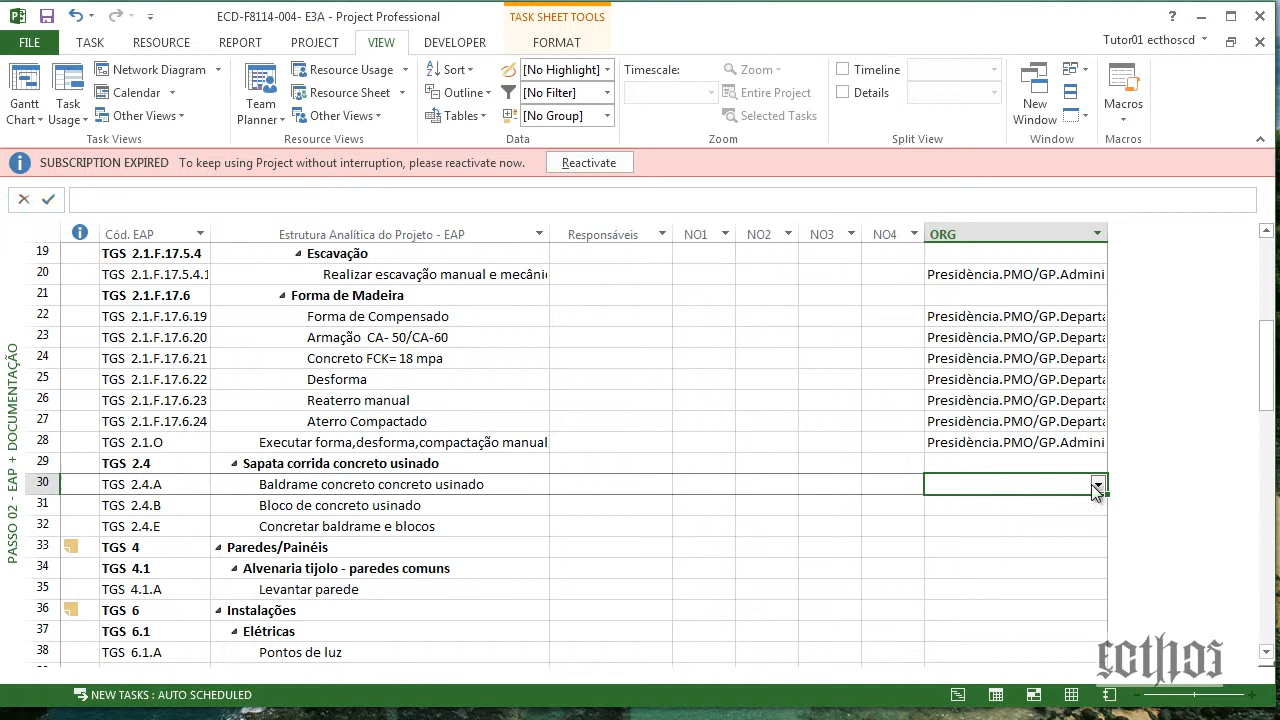 ECD-F8114-004- E3A - Project Professional
TASK SHEET TOOLS
Tutor01 ecthoscd
FILE TASK RESOURCE REPORT PROJECT VIEW DEVELOPER FORMAT
Gantt Chart
Task Usage
Network Diagram
Calendar
Other Views
Task Views
Team Planner
Resource Usage
Resource Sheet
Other Views
Resource Views
Sort
Outline
Tables
[No Highlight]
[No Filter]
[No Group]
Data
Timescale:
Zoom
Entire Project
Selected Tasks
Zoom
Timeline
Details
Split View
New Window
Window
Macros
Macros
SUBSCRIPTION EXPIRED To keep using Project without interruption, please reactivate now. Reactivate
Cód. EAP Estrutura Analítica do Projeto - EAP Responsáveis NO1 NO2 NO3 NO4 ORG
19 TGS 2.1.F.17.5.4 Escavação
20 TGS 2.1.F.17.5.4.1 Realizar escavação manual e mecâni Presidència.PMO/GP.Admini
21 TGS 2.1.F.17.6 Forma de Madeira
22 TGS 2.1.F.17.6.19 Forma de Compensado Presidència.PMO/GP.Departa
23 TGS 2.1.F.17.6.20 Armação CA- 50/CA-60 Presidència.PMO/GP.Departa
24 TGS 2.1.F.17.6.21 Concreto FCK= 18 mpa Presidència.PMO/GP.Departa
25 TGS 2.1.F.17.6.22 Desforma Presidència.PMO/GP.Departa
26 TGS 2.1.F.17.6.23 Reaterro manual Presidència.PMO/GP.Departa
27 TGS 2.1.F.17.6.24 Aterro Compactado Presidència.PMO/GP.Departa
28 TGS 2.1.O Executar forma,desforma,compactação manual Presidència.PMO/GP.Admini
29 TGS 2.4 Sapata corrida concreto usinado
30 TGS 2.4.A Baldrame concreto concreto usinado
31 TGS 2.4.B Bloco de concreto usinado
32 TGS 2.4.E Concretar baldrame e blocos
33 TGS 4 Paredes/Painéis
34 TGS 4.1 Alvenaria tijolo - paredes comuns
35 TGS 4.1.A Levantar parede
36 TGS 6 Instalações
37 TGS 6.1 Elétricas
38 TGS 6.1.A Pontos de luz
PASSO 02 - EAP + DOCUMENTAÇÃO
ecthos
NEW TASKS : AUTO SCHEDULED